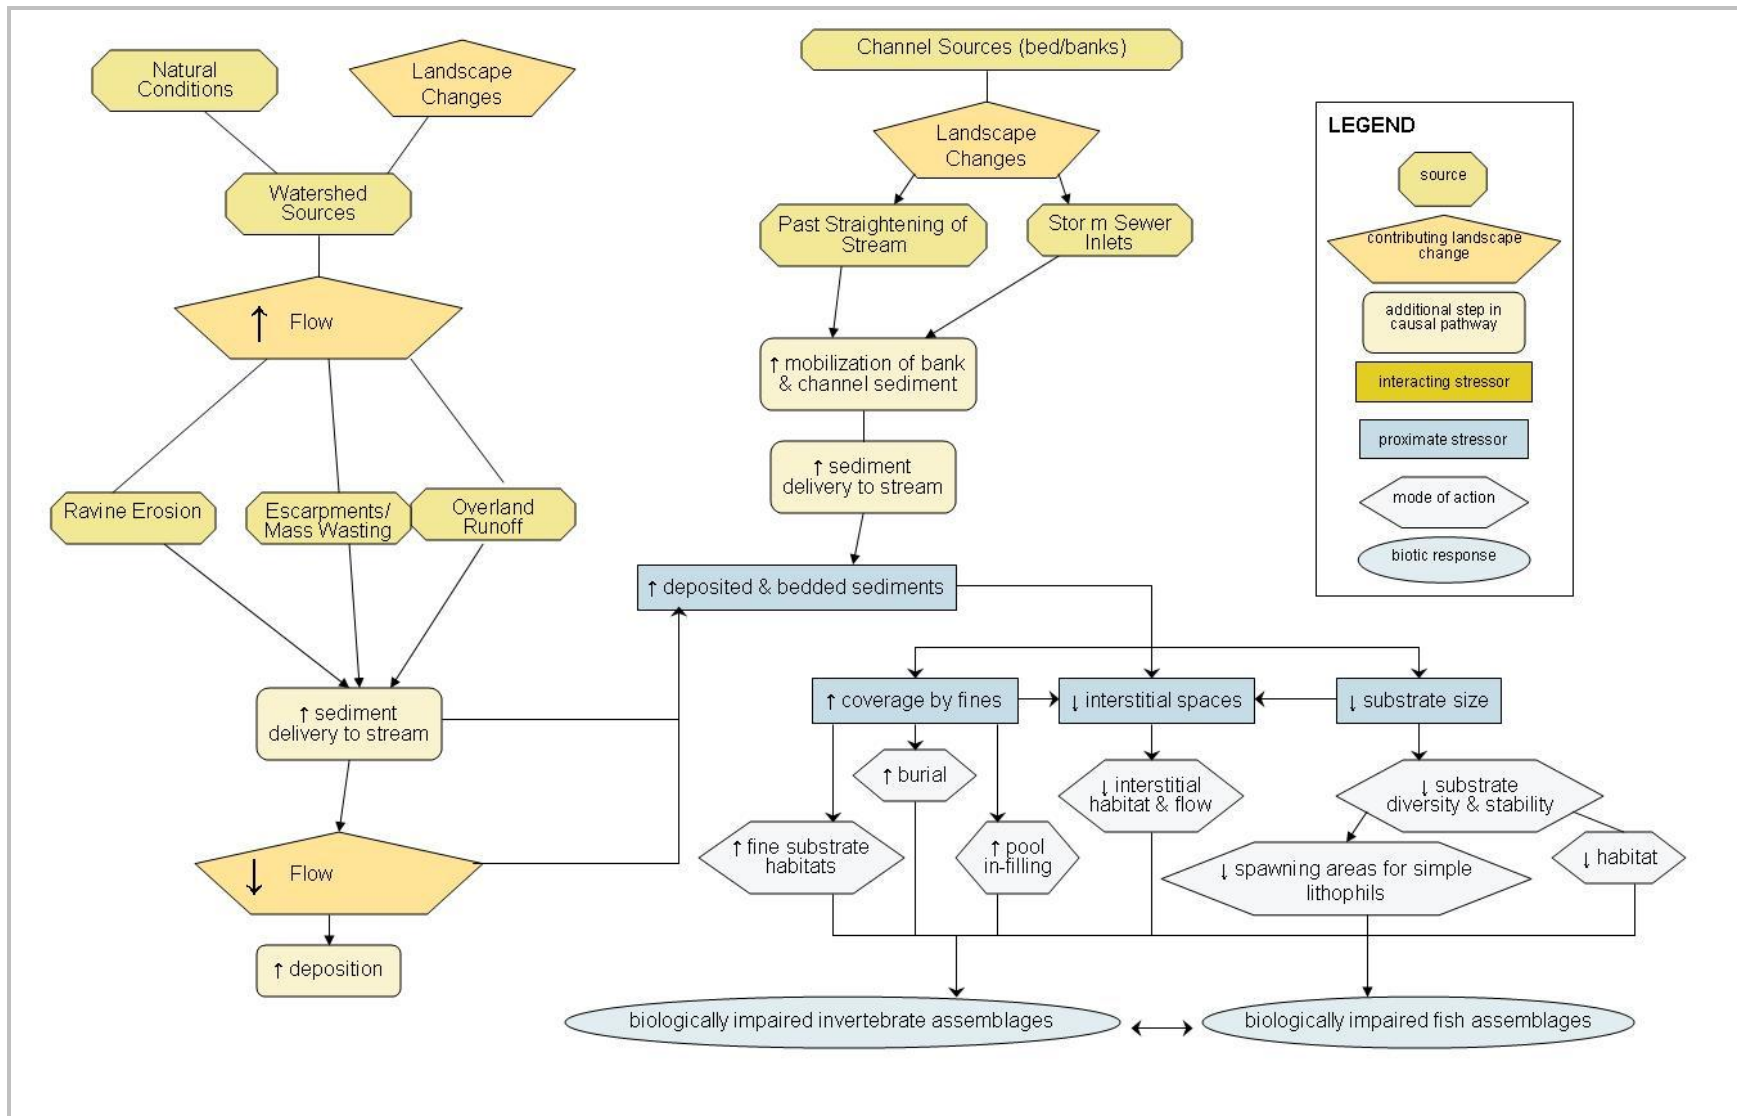 Natural
Conditions
Landscape
Changes
Watershed
Sources
↑ Flow
Ravine Erosion
Escarpments/
Mass Wasting
Overland
Runoff
↑ sediment
delivery to stream
↓ Flow
↑ deposition
Channel Sources (bed/banks)
Landscape
Changes
Past Straightening of
Stream
Stor m Sewer
Inlets
↑ mobilization of bank
& channel sediment
↑ sediment
delivery to stream
↑ deposited & bedded sediments
↑ coverage by fines
↓ interstitial spaces
↓ substrate size
↑ burial
↓ interstitial
habitat & flow
↓ substrate
diversity & stability
↑ fine substrate
habitats
↑ pool
in-filling
↓ spawning areas for simple
lithophils
↓ habitat
biologically impaired invertebrate assemblages
biologically impaired fish assemblages
LEGEND
source
contributing landscape
change
additional step in
causal pathway
interacting stressor
proximate stressor
mode of action
biotic response